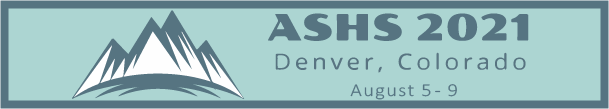 ASHS 2021
Denver, Colorado
August 5- 9